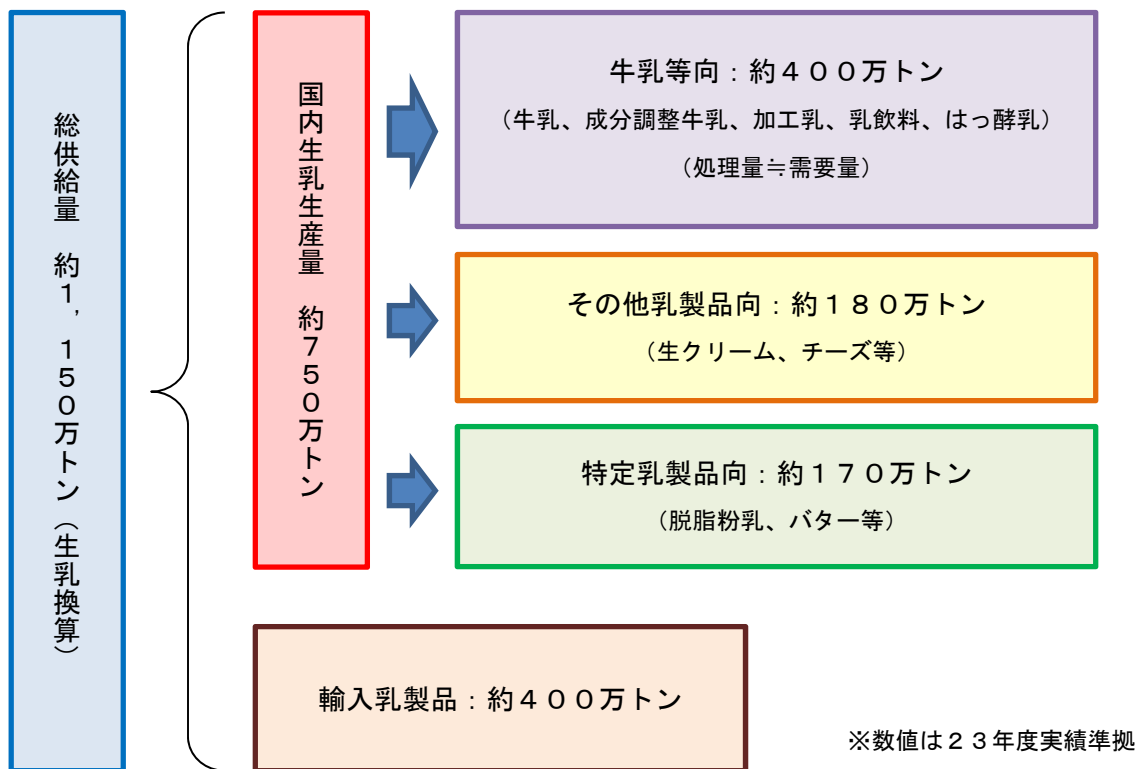 総供給量　約１，１５０万トン（生乳換算）
国内生乳生産量　約７５０万トン
牛乳等向：約４００万トン
（牛乳、成分調整牛乳、加工乳、乳飲料、はっ酵乳）
（処理量≒需要量）
その他乳製品向：約１８０万トン
（生クリーム、チーズ等）
特定乳製品向：約１７０万トン
（脱脂粉乳、バター等）
輸入乳製品：約４００万トン
※数値は２３年度実績準拠